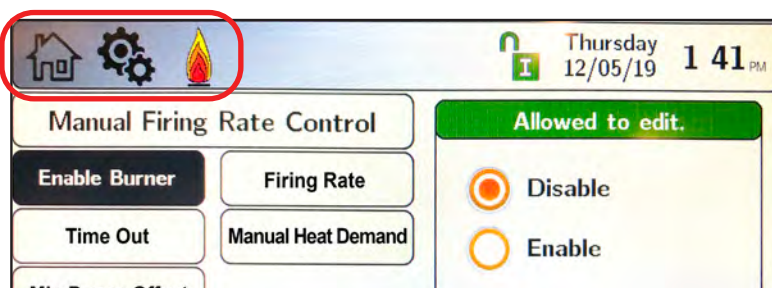 Thursday
12/05/19
1 41 PM
I
Manual Firing Rate Control
Allowed to edit.
Enable Burner
Firing Rate
Disable
Time Out
Manual Heat Demand
Enable